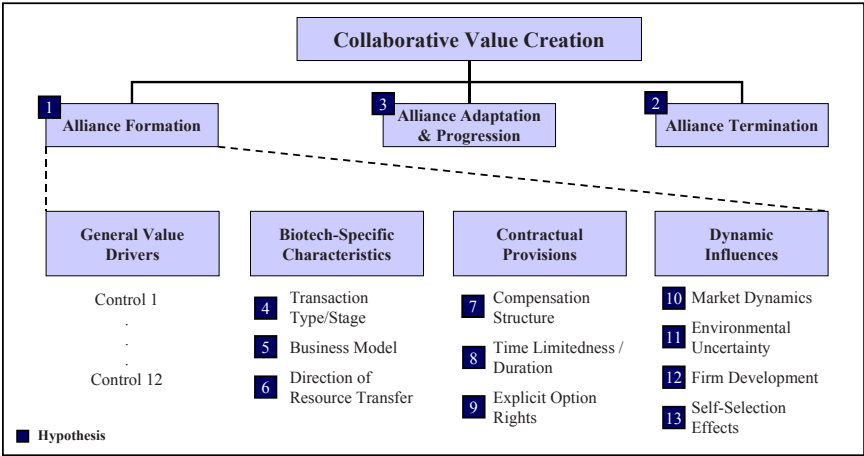 Collaborative Value Creation
1
Alliance Formation
3
Alliance Adaptation
& Progression
2
Alliance Termination
General Value
Drivers
Biotech-Specific
Characteristics
Contractual
Provisions
Dynamic
Influences
Control 1
.
.
.
Control 12
4 Transaction
Type/Stage
5 Business Model
6 Direction of
Resource Transfer
7 Compensation
Structure
8 Time Limitedness /
Duration
9 Explicit Option
Rights
10 Market Dynamics
11 Environmental
Uncertainty
12 Firm Development
13 Self-Selection
Effects
Hypothesis